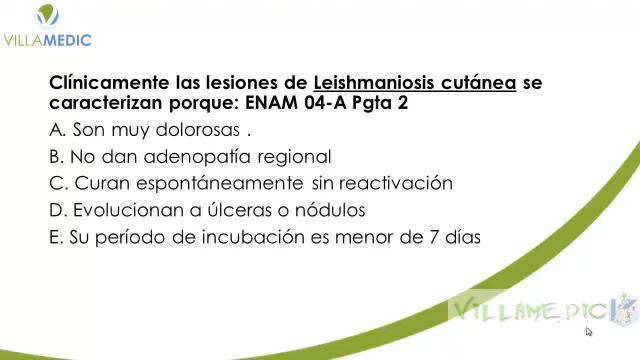 VILLAMEDIC
Clínicamente las lesiones de Leishmaniosis cutánea se
caracterizan porque: ENAM 04-A Pgta 2
A. Son muy dolorosas .
B. No dan adenopatía regional
C. Curan espontáneamente sin reactivación
D. Evolucionan a úlceras o nódulos
E. Su período de incubación es menor de 7 días
VILLAMEDIC